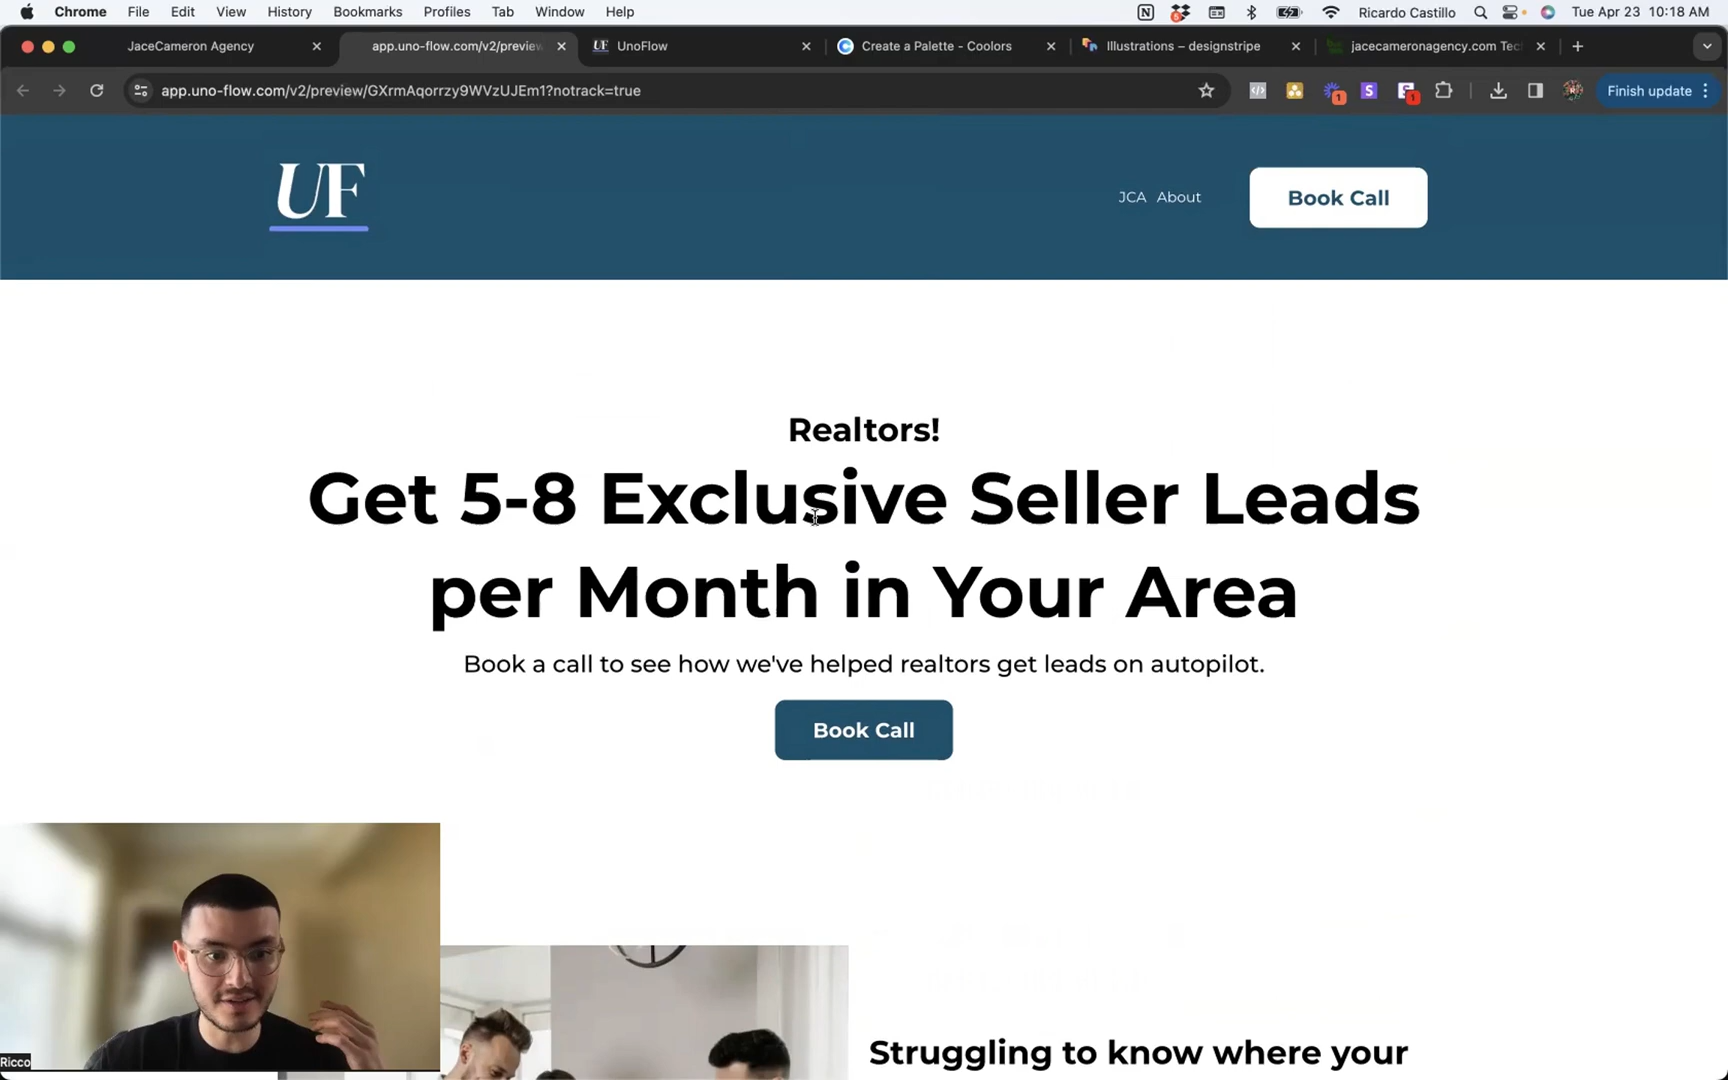 Chrome File Edit View History Bookmarks Profiles Tab Window Help Ricardo Castillo Tue Apr 23 10:18 AM
JaceCameron Agency app.uno-flow.com/v2/preview UF UnoFlow Create a Palette - Coolors Illustrations – designstripe jacecameronagency.com Tec
app.uno-flow.com/v2/preview/GXrmAqorrzy9WVzUJEm1?notrack=true Finish update
UF
JCA About Book Call
Realtors!
Get 5-8 Exclusive Seller Leads
per Month in Your Area
Book a call to see how we've helped realtors get leads on autopilot.
Book Call
Struggling to know where your
Ricco